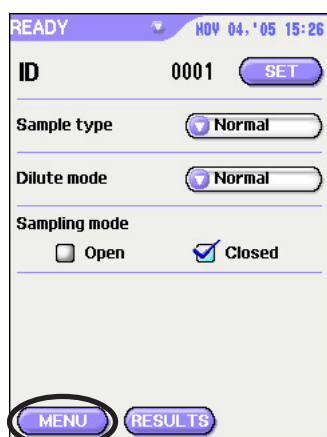 READY NOV 04,'05 15:26
ID 0001 SET
Sample type Normal
Dilute mode Normal
Sampling mode
Open Closed
MENU RESULTS